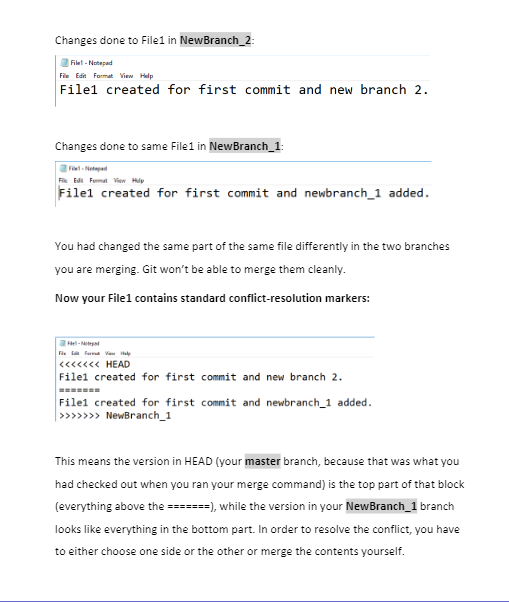 Changes done to File1 in NewBranch_2:
File1 - Notepad
File Edit Format View Help
File1 created for first commit and new branch 2.
Changes done to same File1 in NewBranch_1:
File1 - Notepad
File Edit Format View Help
File1 created for first commit and newbranch_1 added.
You had changed the same part of the same file differently in the two branches
you are merging. Git won't be able to merge them cleanly.
Now your File1 contains standard conflict-resolution markers:
File1 - Notepad
File Edit Format View Help
<<<<<<< HEAD
File1 created for first commit and new branch 2.
=======
File1 created for first commit and newbranch_1 added.
>>>>>>> NewBranch_1
This means the version in HEAD (your master branch, because that was what you
had checked out when you ran your merge command) is the top part of that block
(everything above the =======), while the version in your NewBranch_1 branch
looks like everything in the bottom part. In order to resolve the conflict, you have
to either choose one side or the other or merge the contents yourself.